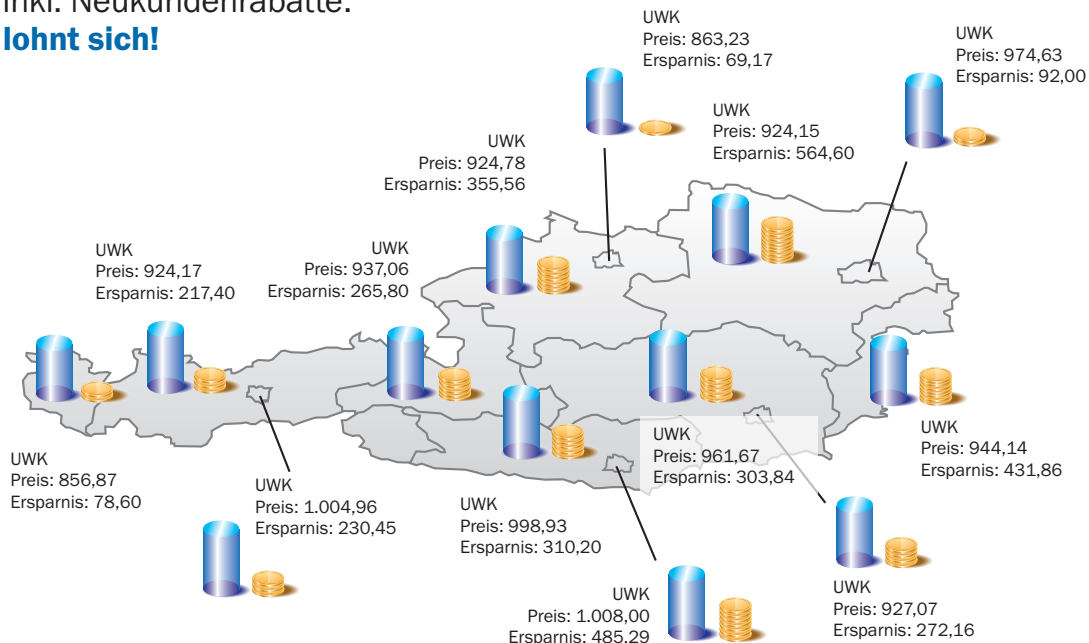 inkl. Neukundenrabatte.
lohnt sich!
UWK
Preis: 863,23
Ersparnis: 69,17
UWK
Preis: 974,63
Ersparnis: 92,00
UWK
Preis: 924,15
Ersparnis: 564,60
UWK
Preis: 924,78
Ersparnis: 355,56
UWK
Preis: 924,17
Ersparnis: 217,40
UWK
Preis: 937,06
Ersparnis: 265,80
UWK
Preis: 856,87
Ersparnis: 78,60
UWK
Preis: 1.004,96
Ersparnis: 230,45
UWK
Preis: 998,93
Ersparnis: 310,20
UWK
Preis: 961,67
Ersparnis: 303,84
UWK
Preis: 944,14
Ersparnis: 431,86
UWK
Preis: 1.008,00
Ersparnis: 485,29
UWK
Preis: 927,07
Ersparnis: 272,16